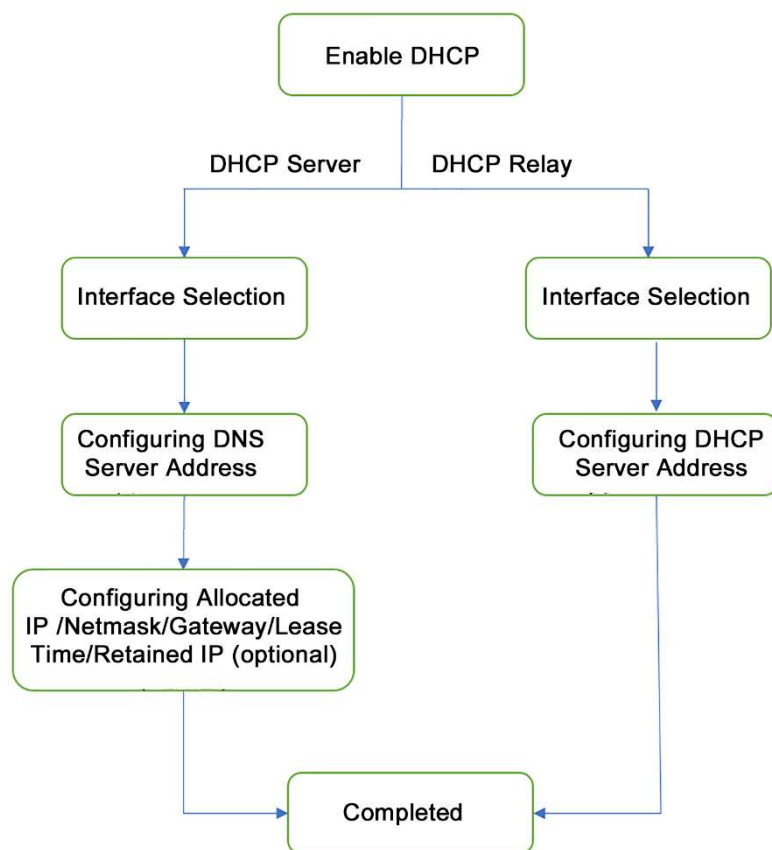 Enable DHCP
DHCP Server
DHCP Relay
Interface Selection
Interface Selection
Configuring DNS
Server Address
Configuring DHCP
Server Address
Configuring Allocated
IP /Netmask/Gateway/Lease
Time/Retained IP (optional)
Completed